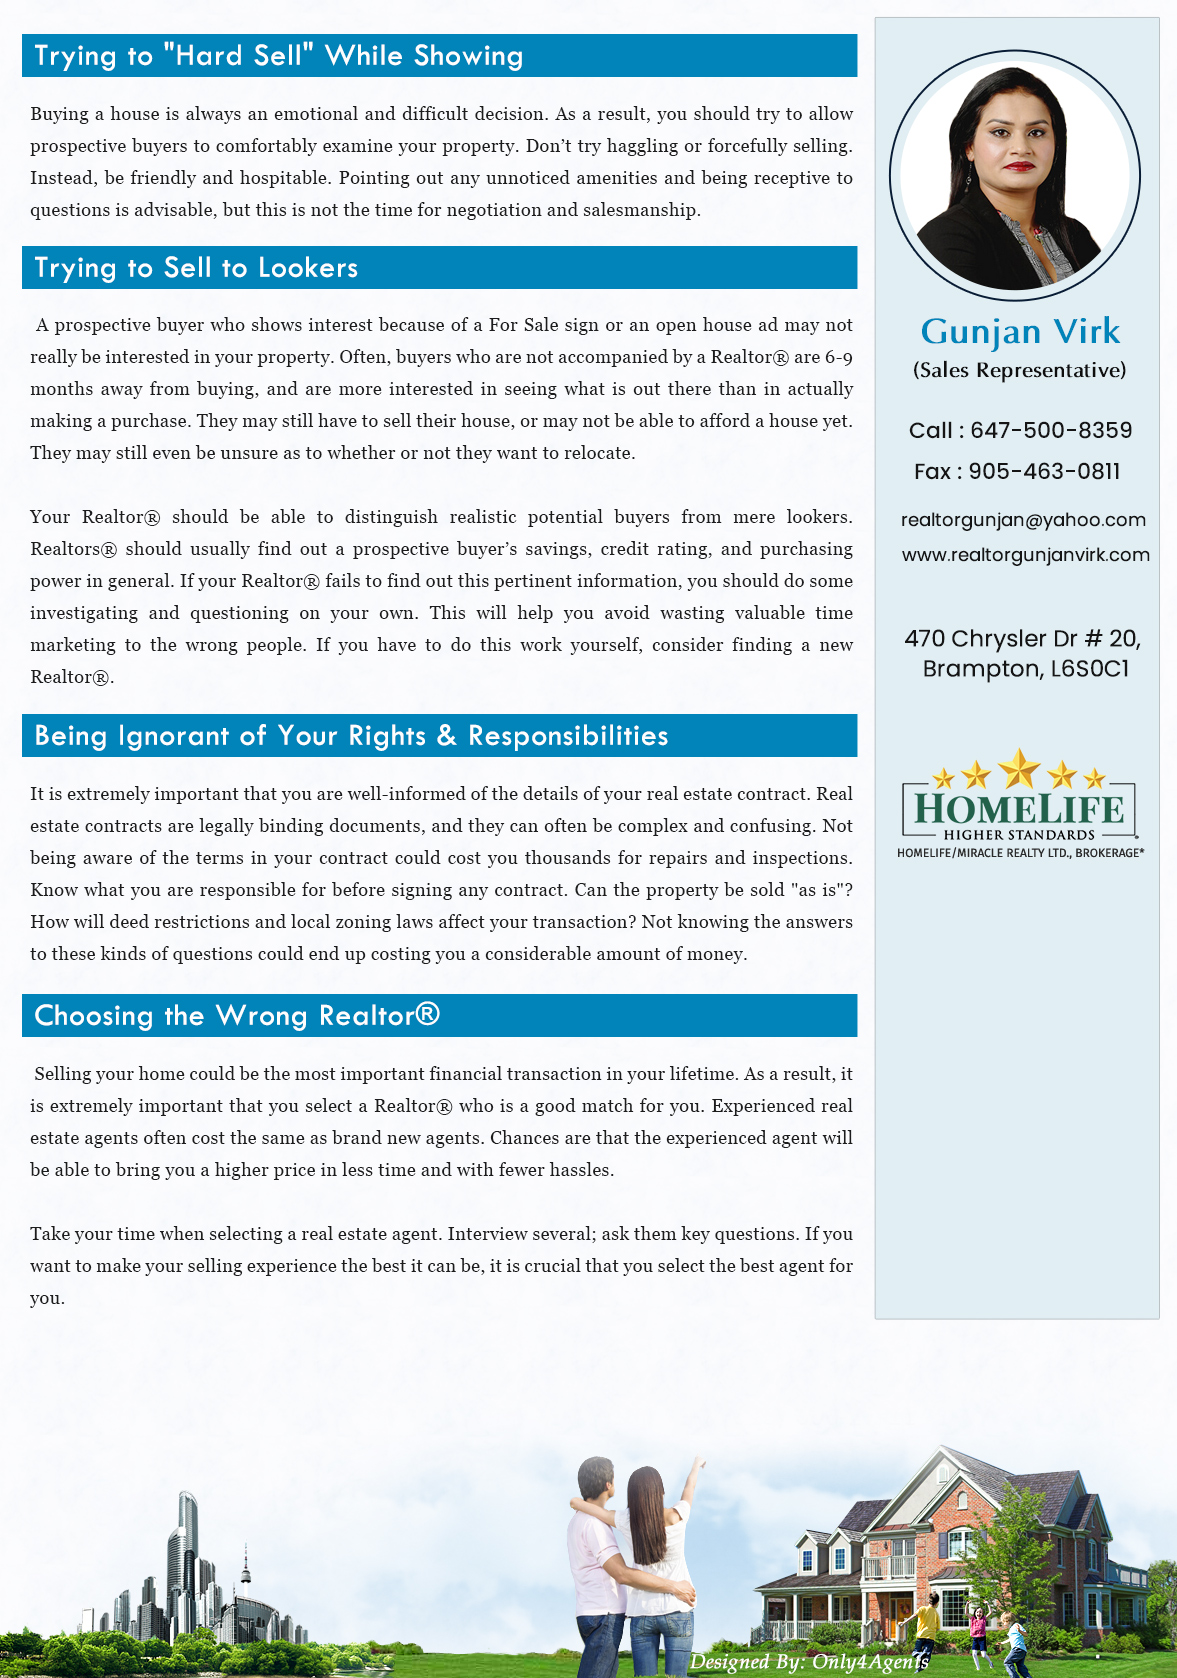 Trying to "Hard Sell" While Showing
Buying a house is always an emotional and difficult decision. As a result, you should try to allow
prospective buyers to comfortably examine your property. Don’t try haggling or forcefully selling.
Instead, be friendly and hospitable. Pointing out any unnoticed amenities and being receptive to
questions is advisable, but this is not the time for negotiation and salesmanship.
Trying to Sell to Lookers
A prospective buyer who shows interest because of a For Sale sign or an open house ad may not
really be interested in your property. Often, buyers who are not accompanied by a Realtor® are 6-9
months away from buying, and are more interested in seeing what is out there than in actually
making a purchase. They may still have to sell their house, or may not be able to afford a house yet.
They may still even be unsure as to whether or not they want to relocate.
Your Realtor® should be able to distinguish realistic potential buyers from mere lookers.
Realtors® should usually find out a prospective buyer’s savings, credit rating, and purchasing
power in general. If your Realtor® fails to find out this pertinent information, you should do some
investigating and questioning on your own. This will help you avoid wasting valuable time
marketing to the wrong people. If you have to do this work yourself, consider finding a new
Realtor®.
Being Ignorant of Your Rights & Responsibilities
It is extremely important that you are well-informed of the details of your real estate contract. Real
estate contracts are legally binding documents, and they can often be complex and confusing. Not
being aware of the terms in your contract could cost you thousands for repairs and inspections.
Know what you are responsible for before signing any contract. Can the property be sold "as is"?
How will deed restrictions and local zoning laws affect your transaction? Not knowing the answers
to these kinds of questions could end up costing you a considerable amount of money.
Choosing the Wrong Realtor®
Selling your home could be the most important financial transaction in your lifetime. As a result, it
is extremely important that you select a Realtor® who is a good match for you. Experienced real
estate agents often cost the same as brand new agents. Chances are that the experienced agent will
be able to bring you a higher price in less time and with fewer hassles.
Take your time when selecting a real estate agent. Interview several; ask them key questions. If you
want to make your selling experience the best it can be, it is crucial that you select the best agent for
you.
Gunjan Virk
(Sales Representative)
Call : 647-500-8359
Fax : 905-463-0811
realtorgunjan@yahoo.com
www.realtorgunjanvirk.com
470 Chrysler Dr # 20,
Brampton, L6S0C1
HOMELIFE
HIGHER STANDARDS
HOMELIFE/MIRACLE REALTY LTD., BROKERAGE*
Designed By: Only4Agents